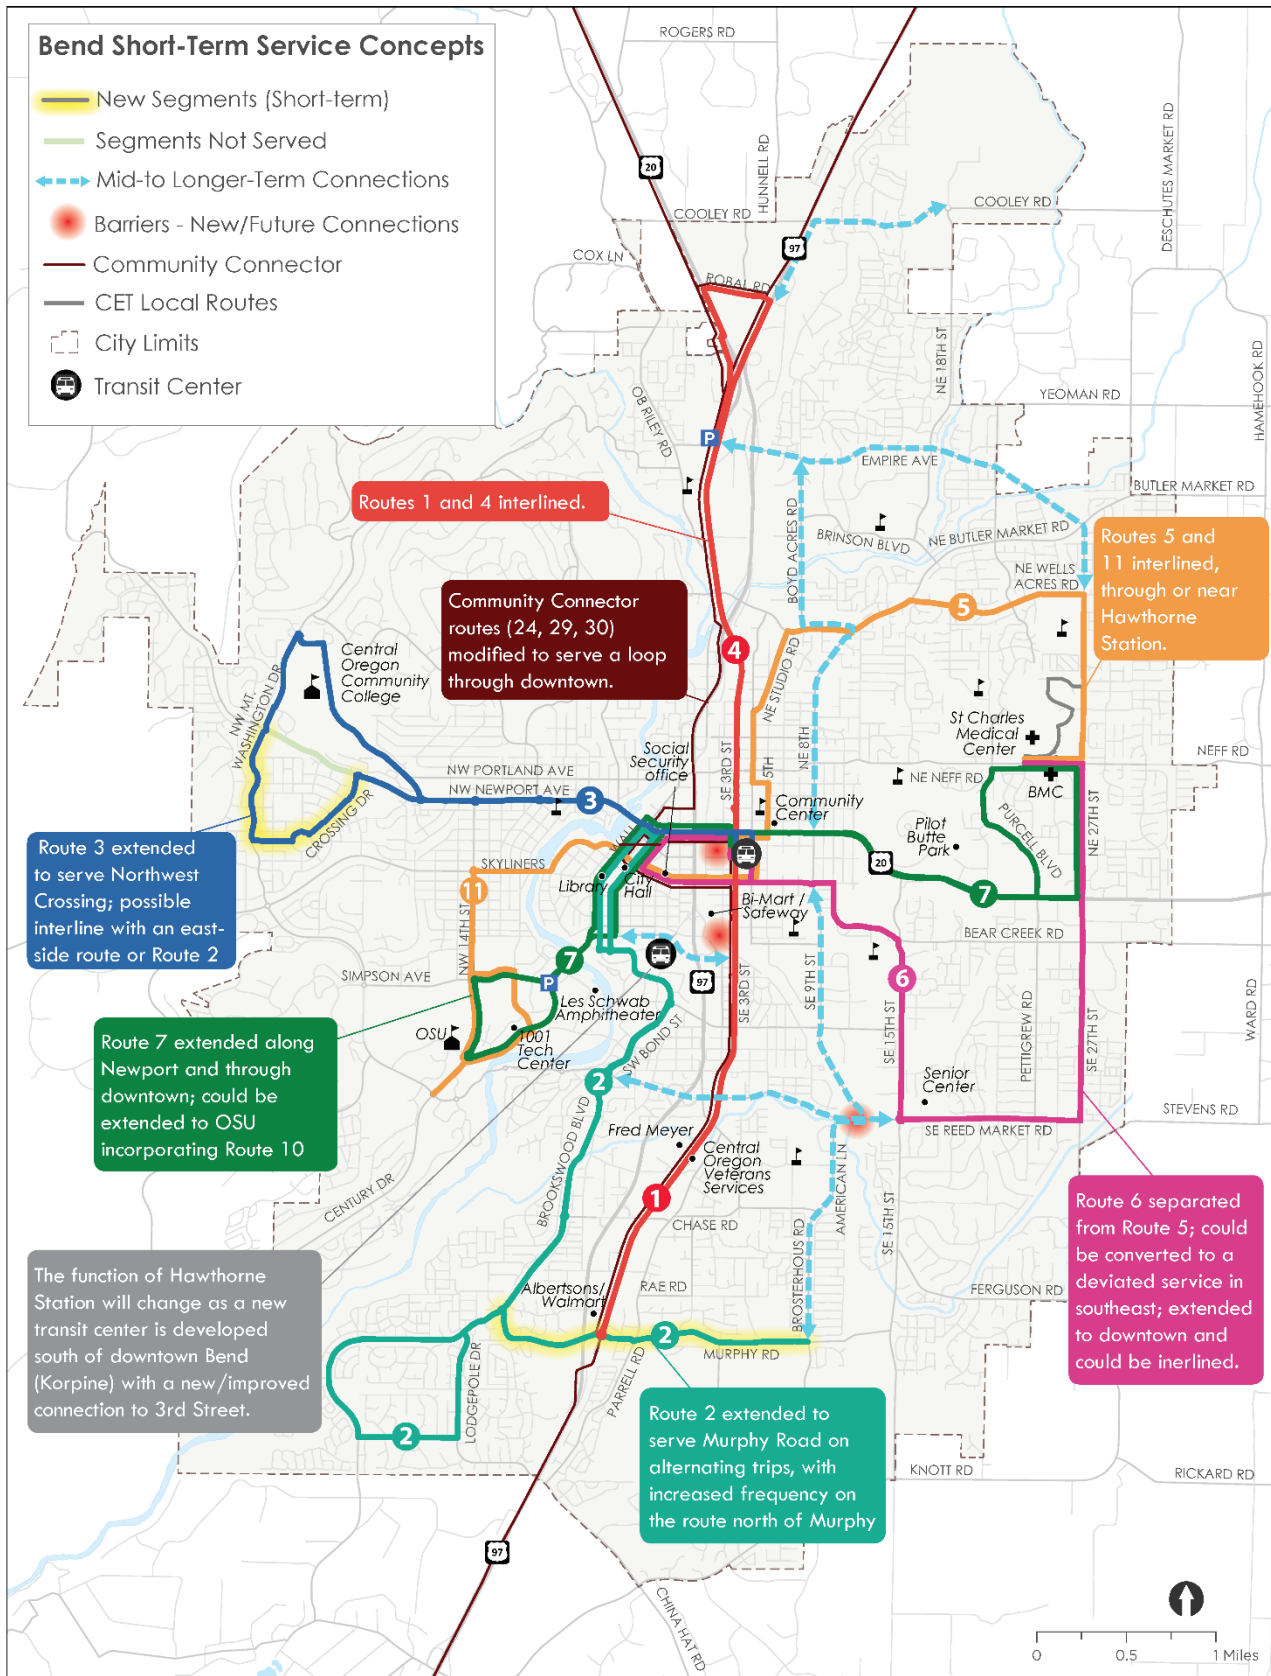 Bend Short-Term Service Concepts
New Segments (Short-term)
Segments Not Served
Mid-to Longer-Term Connections
Barriers - New/Future Connections
Community Connector
CET Local Routes
City Limits
Transit Center
ROGERS RD
HUNNELL RD
DESCHUTES MARKET RD
20
COOLEY RD
COOLEY RD
97
COX LN
ROBAL RD
NE 18TH ST
HAMEHOOK RD
OB RILEY RD
YEOMAN RD
P
EMPIRE AVE
BUTLER MARKET RD
Routes 1 and 4 interlined.
BOYD ACRES RD
BRINSON BLVD
NE BUTLER MARKET RD
Routes 5 and
11 interlined,
through or near
Hawthorne
Station.
NE WELLS
ACRES RD
Community Connector
routes (24, 29, 30)
modified to serve a loop
through downtown.
5
4
NE STUDIO RD
Central
Oregon
Community
College
NW MT.
WASHINGTON DR
St Charles
Medical
Center
Social
Security
office
SE 3RD ST
5TH
NE 8TH
NEFF RD
NW PORTLAND AVE
NW NEWPORT AVE
NE NEFF RD
BMC
3
Community
Center
PURCELL BLVD
NE 27TH ST
CROSSING DR
WALL
Pilot
Butte
Park
20
Route 3 extended
to serve Northwest
Crossing; possible
interline with an east-
side route or Route 2
SKYLINERS
Library
City
Hall
11
7
Bi-Mart /
Safeway
BEAR CREEK RD
NW 14TH ST
SIMPSON AVE
7
P
97
6
Les Schwab
Amphitheater
SE 3RD ST
SE 9TH ST
SE 15TH ST
PETTIGREW RD
SE 27TH ST
WARD RD
OSU
1001
Tech
Center
SW BOND ST
Route 7 extended along
Newport and through
downtown; could be
extended to OSU
incorporating Route 10
2
Senior
Center
STEVENS RD
SE REED MARKET RD
Fred Meyer
Central
Oregon
Veterans
Services
BROOKSWOOD BLVD
CENTURY DR
1
CHASE RD
AMERICAN LN
SE 15TH ST
BROSTERHOUS RD
Route 6 separated
from Route 5; could
be converted to a
deviated service in
southeast; extended
to downtown and
could be inerlined.
The function of Hawthorne
Station will change as a new
transit center is developed
south of downtown Bend
(Korpine) with a new/improved
connection to 3rd Street.
Albertsons/
Walmart
RAE RD
FERGUSON RD
2
MURPHY RD
LODGEPOLE DR
PARRELL RD
2
Route 2 extended to
serve Murphy Road on
alternating trips, with
increased frequency on
the route north of Murphy
KNOTT RD
RICKARD RD
97
CHINA HAT RD
0
0.5
1 Miles